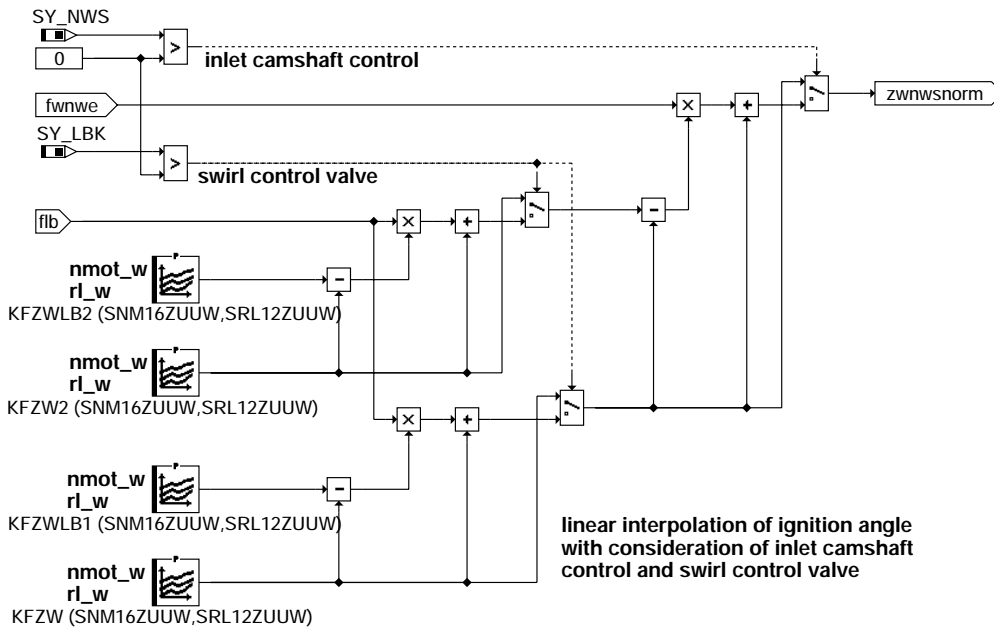 SY_NWS
0
>
inlet camshaft control
fwnwe
×
+
zwnwsnorm
SY_LBK
>
swirl control valve
flb
×
+
−
P
nmot_w
rl_w
−
KFZWLB2 (SNM16ZUUW,SRL12ZUUW)
P
nmot_w
rl_w
KFZW2 (SNM16ZUUW,SRL12ZUUW)
×
+
P
nmot_w
rl_w
−
KFZWLB1 (SNM16ZUUW,SRL12ZUUW)
linear interpolation of ignition angle
with consideration of inlet camshaft
control and swirl control valve
P
nmot_w
rl_w
KFZW (SNM16ZUUW,SRL12ZUUW)